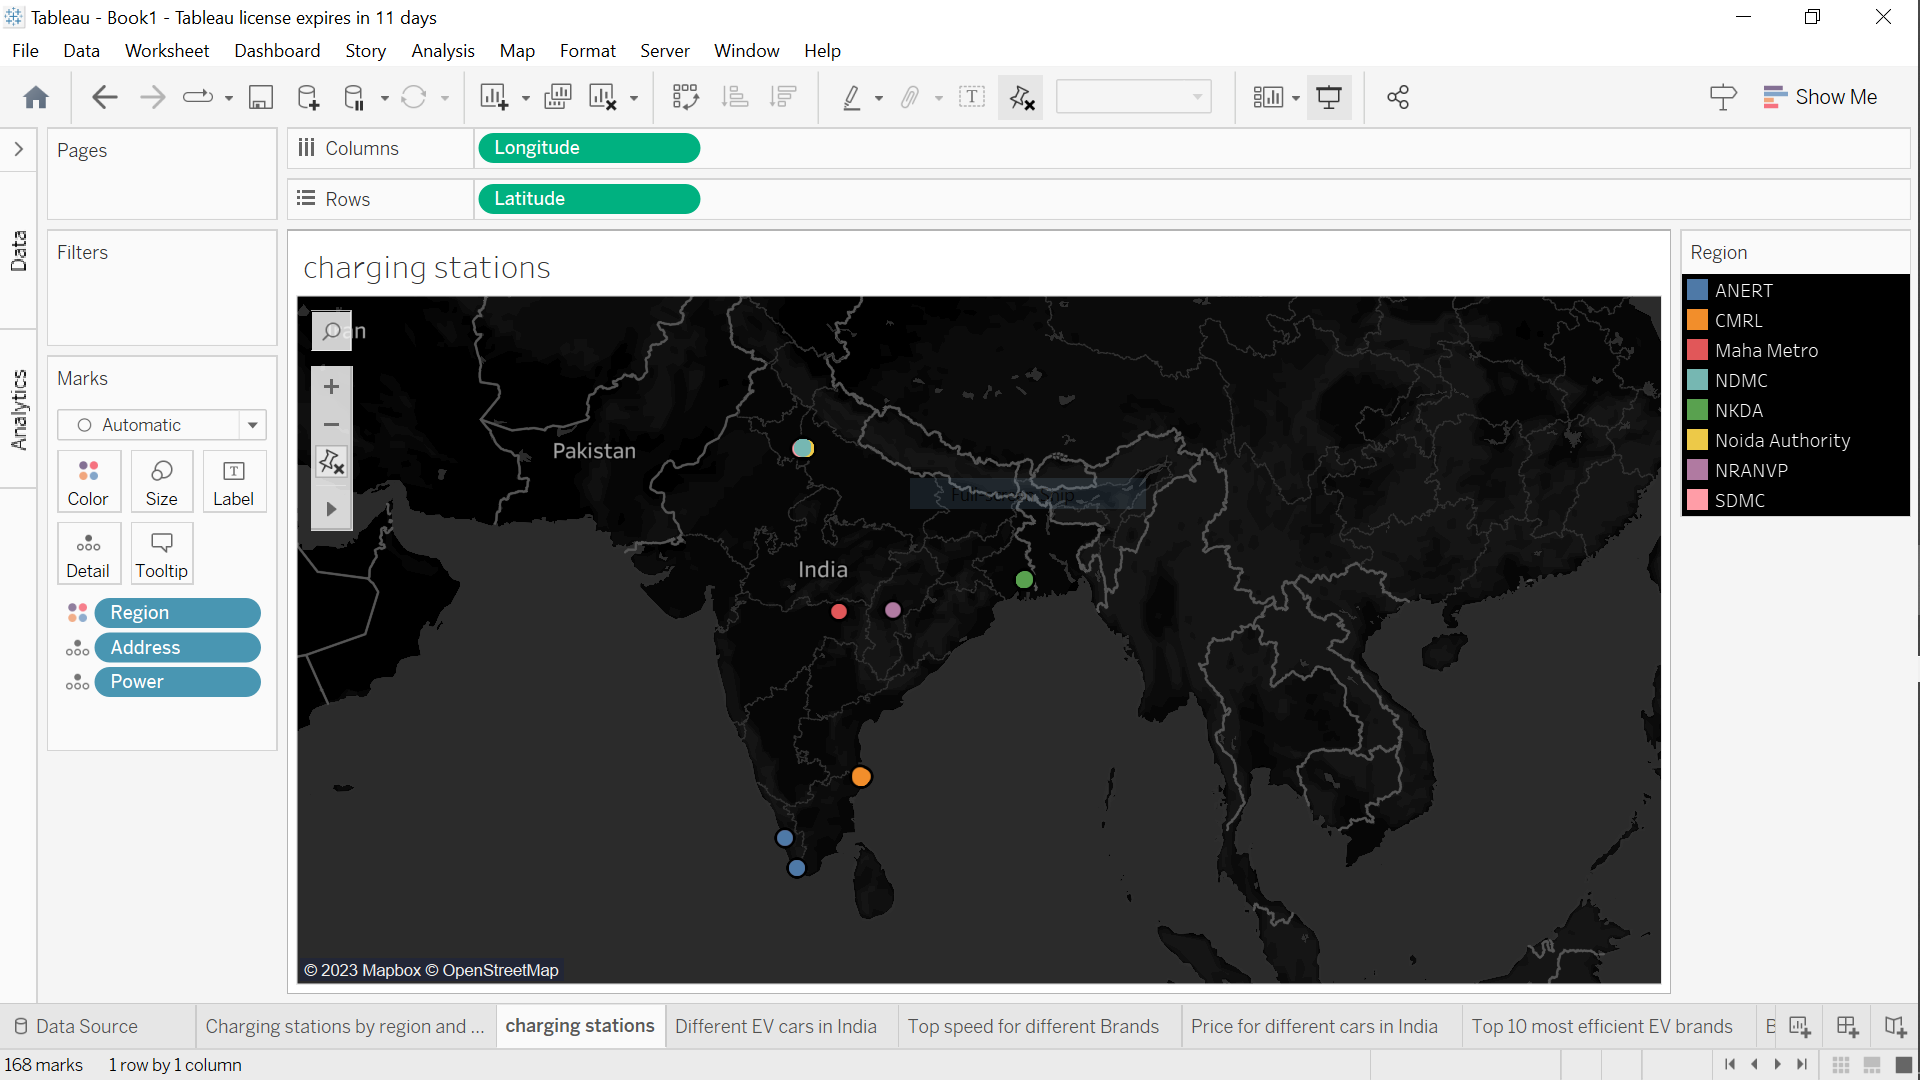 Tableau - Book1 - Tableau license expires in 11 days
File Data Worksheet Dashboard Story Analysis Map Format Server Window Help
Show Me
Pages
Columns
Longitude
Rows
Latitude
Data
Analytics
Filters
Marks
Automatic
Color Size Label
Detail Tooltip
Region
Address
Power
charging stations
Pakistan
India
© 2023 Mapbox © OpenStreetMap
Region
ANERT
CMRL
Maha Metro
NDMC
NKDA
Noida Authority
NRANVP
SDMC
Data Source Charging stations by region and ... charging stations Different EV cars in India Top speed for different Brands Price for different cars in India Top 10 most efficient EV brands
168 marks 1 row by 1 column